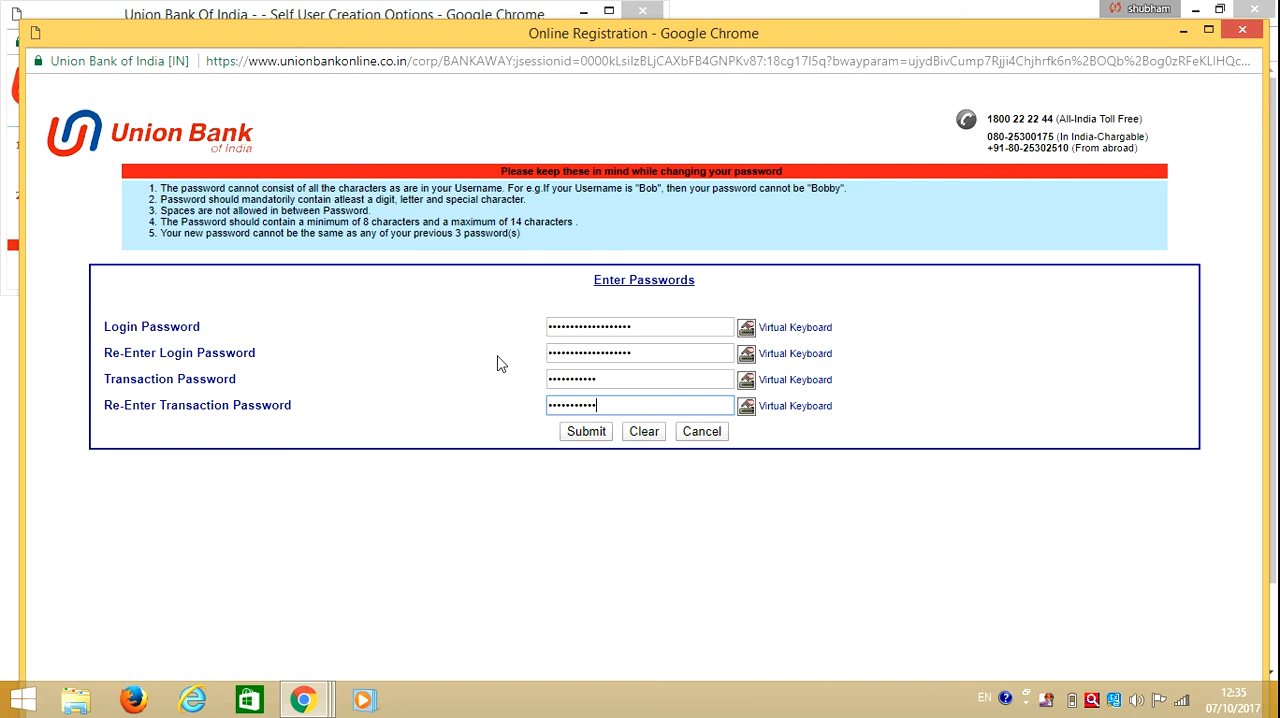 Union Bank Of India - - Self User Creation Options - Google Chrome
shubham
Online Registration - Google Chrome
Union Bank of India [IN] https://www.unionbankonline.co.in/corp/BANKAWAY;jsessionid=0000kLsiIzBLjCAXbFB4GNPKv87:18cg17l5q?bwayparam=ujydBivCump7Rjji4Chjhrfk6n%2BOQb%2Bog0zRFeKLlHQc...
Union Bank
of India
1800 22 22 44 (All-India Toll Free)
080-25300175 (In India-Chargable)
+91-80-25302510 (From abroad)
Please keep these in mind while changing your password
1. The password cannot consist of all the characters as are in your Username. For e.g.If your Username is "Bob", then your password cannot be "Bobby".
2. Password should mandatorily contain atleast a digit, letter and special character.
3. Spaces are not allowed in between Password.
4. The Password should contain a minimum of 8 characters and a maximum of 14 characters .
5. Your new password cannot be the same as any of your previous 3 password(s)
Enter Passwords
Login Password ••••••••••••••••••• Virtual Keyboard
Re-Enter Login Password ••••••••••••••••••• Virtual Keyboard
Transaction Password ••••••••••• Virtual Keyboard
Re-Enter Transaction Password ••••••••••• Virtual Keyboard
Submit Clear Cancel
EN
12:35
07/10/2017